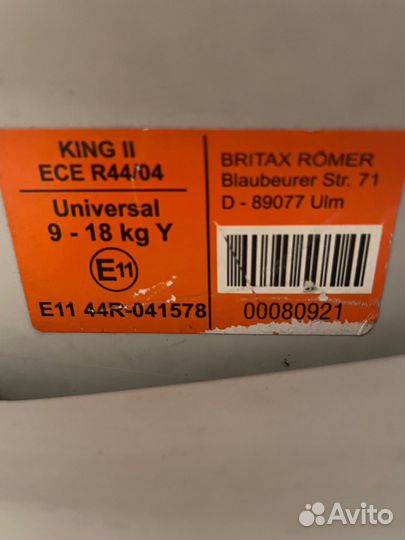 KING II
ECE R44/04
Universal
9 - 18 kg Y
E11
E11 44R-041578
BRITAX RÖMER
Blaubeurer Str. 71
D - 89077 Ulm
00080921
Avito